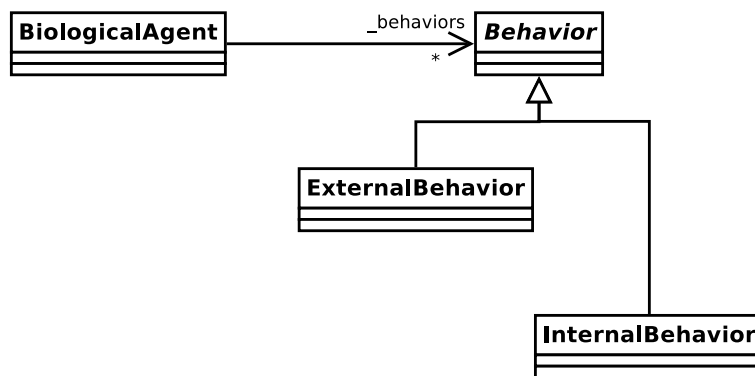 BiologicalAgent
_behaviors
*
Behavior
ExternalBehavior
InternalBehavior